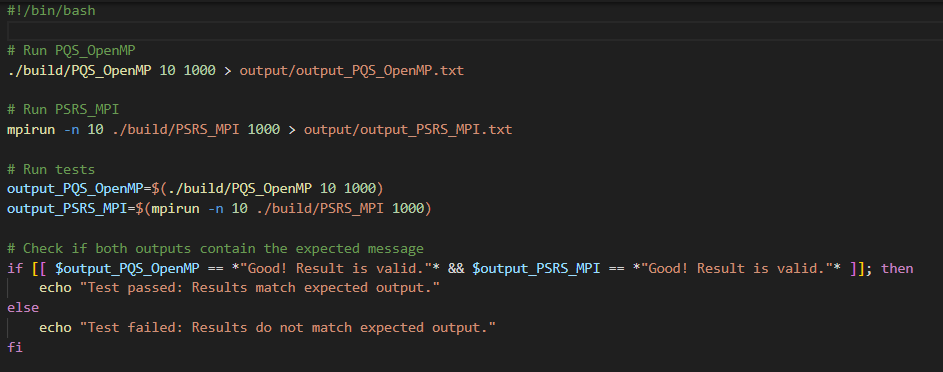 #!/bin/bash
# Run PQS_OpenMP
./build/PQS_OpenMP 10 1000 > output/output_PQS_OpenMP.txt
# Run PSRS_MPI
mpirun -n 10 ./build/PSRS_MPI 1000 > output/output_PSRS_MPI.txt
# Run tests
output_PQS_OpenMP=$(./build/PQS_OpenMP 10 1000)
output_PSRS_MPI=$(mpirun -n 10 ./build/PSRS_MPI 1000)
# Check if both outputs contain the expected message
if [[ $output_PQS_OpenMP == *"Good! Result is valid."* && $output_PSRS_MPI == *"Good! Result is valid."* ]]; then
    echo "Test passed: Results match expected output."
else
    echo "Test failed: Results do not match expected output."
fi